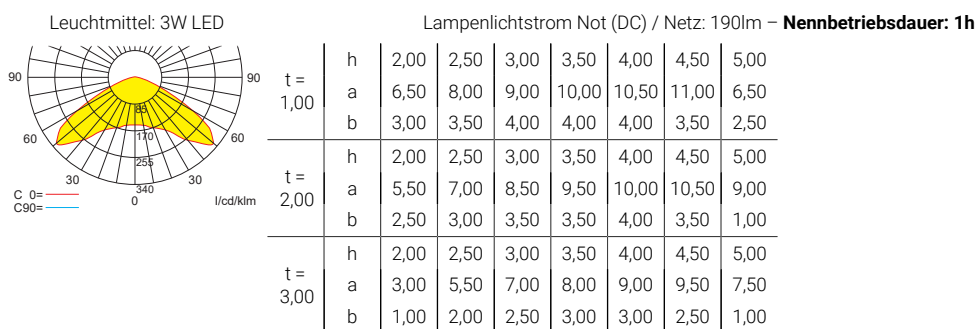 Leuchtmittel: 3W LED
Lampenlichtstrom Not (DC) / Netz: 190lm – Nennbetriebsdauer: 1h
90 90
60 60
30 30
85
170
255
340
0
C 0=
C90=
l/cd/klm
t = 1,00
h 2,00 2,50 3,00 3,50 4,00 4,50 5,00
a 6,50 8,00 9,00 10,00 10,50 11,00 6,50
b 3,00 3,50 4,00 4,00 4,00 3,50 2,50
t = 2,00
h 2,00 2,50 3,00 3,50 4,00 4,50 5,00
a 5,50 7,00 8,50 9,50 10,00 10,50 9,00
b 2,50 3,00 3,50 3,50 4,00 3,50 1,00
t = 3,00
h 2,00 2,50 3,00 3,50 4,00 4,50 5,00
a 3,00 5,50 7,00 8,00 9,00 9,50 7,50
b 1,00 2,00 2,50 3,00 3,00 2,50 1,00